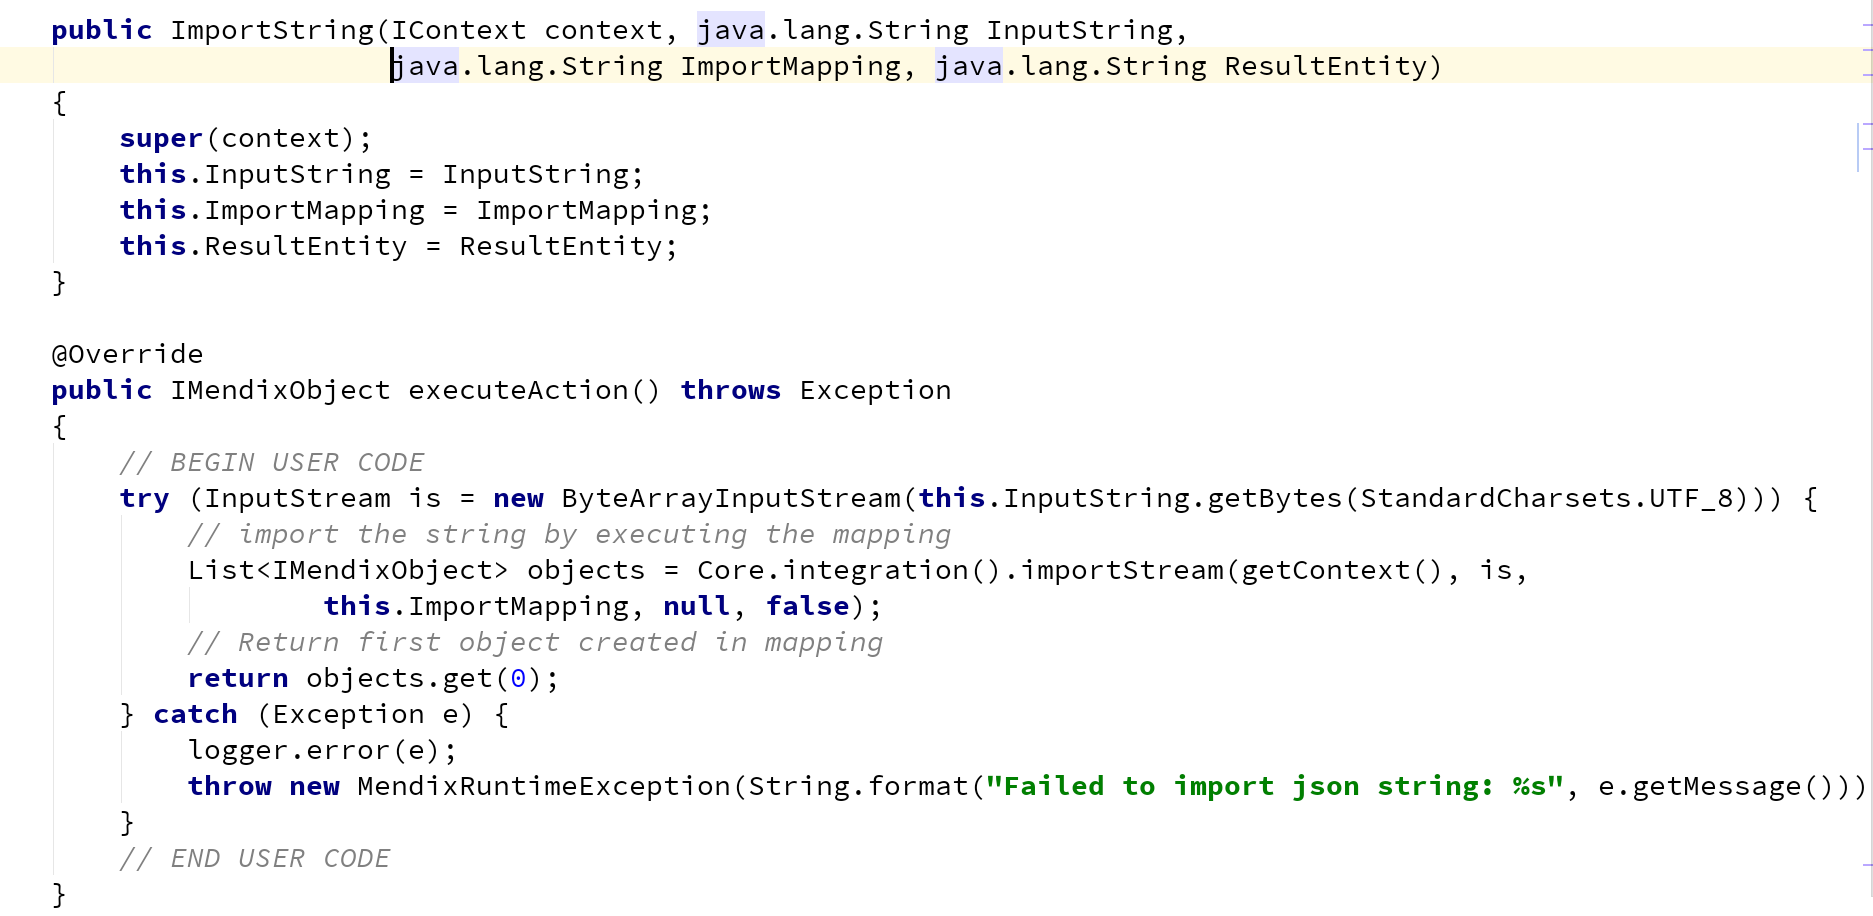 public ImportString(IContext context, java.lang.String InputString,
java.lang.String ImportMapping, java.lang.String ResultEntity)
{
super(context);
this.InputString = InputString;
this.ImportMapping = ImportMapping;
this.ResultEntity = ResultEntity;
}
@Override
public IMendixObject executeAction() throws Exception
{
// BEGIN USER CODE
try (InputStream is = new ByteArrayInputStream(this.InputString.getBytes(StandardCharsets.UTF_8))) {
// import the string by executing the mapping
List<IMendixObject> objects = Core.integration().importStream(getContext(), is,
this.ImportMapping, null, false);
// Return first object created in mapping
return objects.get(0);
} catch (Exception e) {
logger.error(e);
throw new MendixRuntimeException(String.format("Failed to import json string: %s", e.getMessage()))
}
// END USER CODE
}